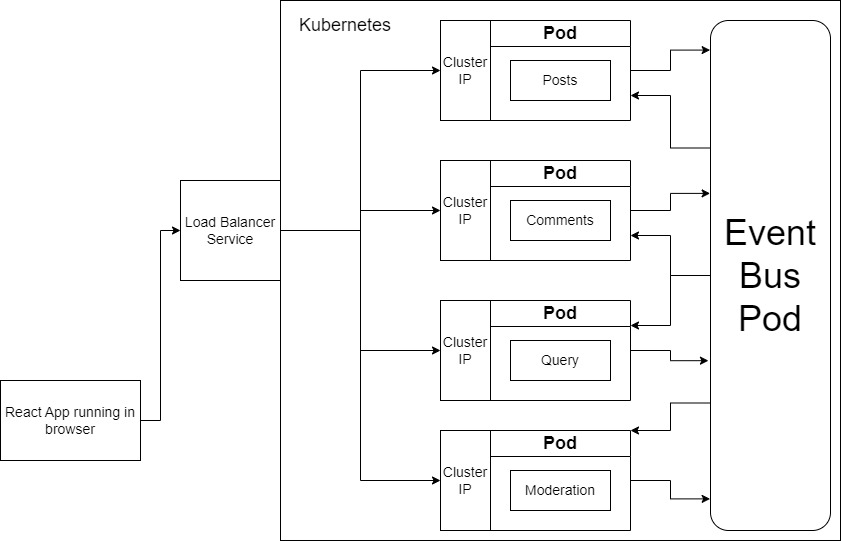 Kubernetes
Pod
Cluster
IP
Posts
Pod
Cluster
IP
Comments
Load Balancer
Service
Event
Bus
Pod
Pod
Cluster
IP
Query
React App running in
browser
Pod
Cluster
IP
Moderation